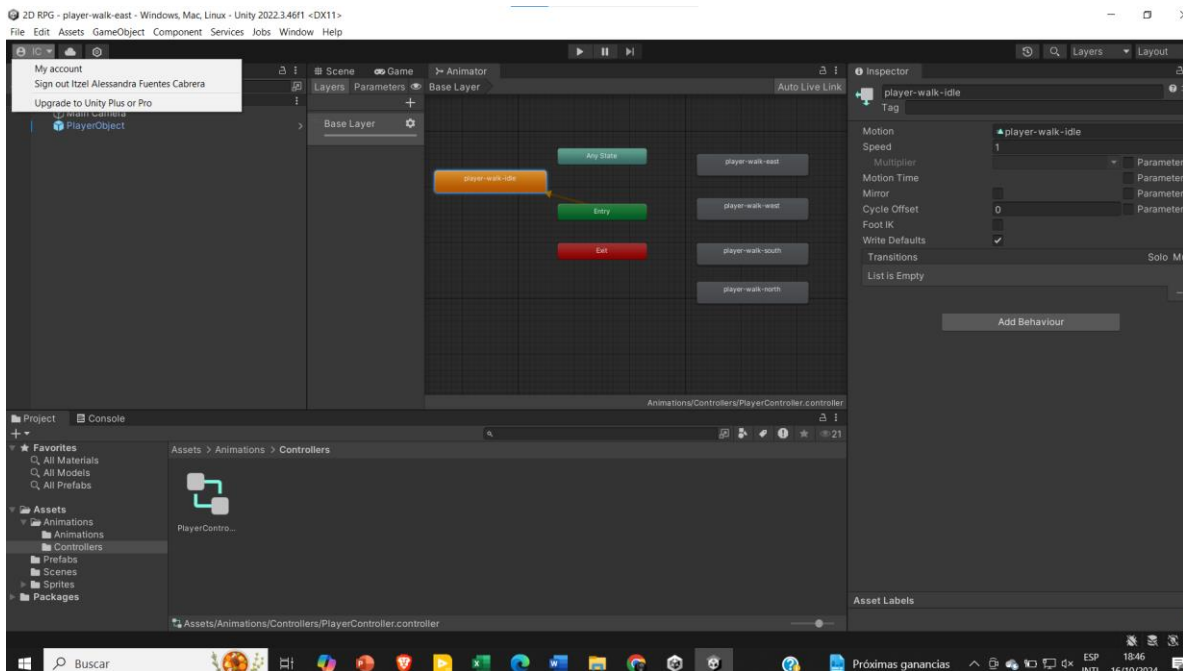 2D RPG - player-walk-east - Windows, Mac, Linux - Unity 2022.3.46f1 <DX11>
File Edit Assets GameObject Component Services Jobs Window Help
IC
Layers Layout
My account
Sign out Itzel Alessandra Fuentes Cabrera
Upgrade to Unity Plus or Pro
Main Camera
PlayerObject
Scene Game Animator
Layers Parameters Base Layer Auto Live Link
Base Layer
Any State
player-walk-east
player-walk-idle
player-walk-west
Entry
Exit
player-walk-south
player-walk-north
Animations/Controllers/PlayerController.controller
Inspector
player-walk-idle
Tag
Motion player-walk-idle
Speed 1
Multiplier Parameter
Motion Time Parameter
Mirror Parameter
Cycle Offset 0 Parameter
Foot IK
Write Defaults
Transitions Solo Mu
List is Empty
Add Behaviour
Asset Labels
Project Console
21
Favorites
All Materials
All Models
All Prefabs
Assets
Animations
Animations
Controllers
Prefabs
Scenes
Sprites
Packages
Assets > Animations > Controllers
PlayerContro...
Assets/Animations/Controllers/PlayerController.controller
Buscar
Próximas ganancias
ESP
INTL
18:46
16/10/2024